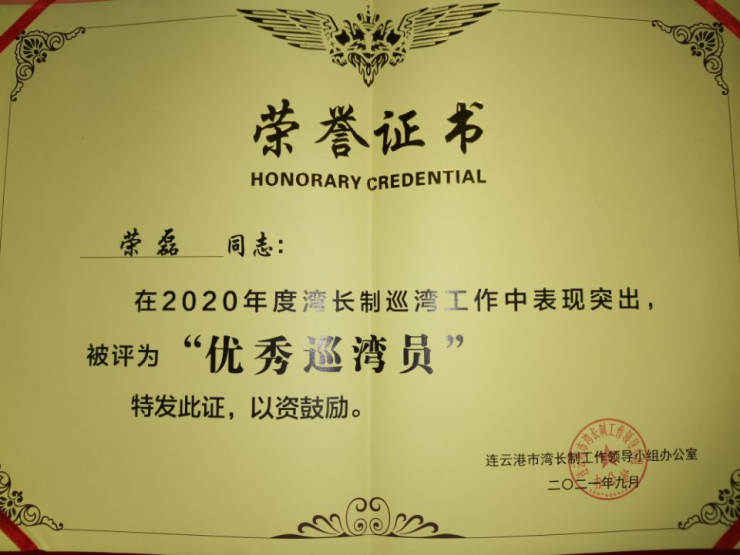 荣誉证书
HONORARY CREDENTIAL
荣磊 同志：
在2020年度湾长制巡湾工作中表现突出，
被评为“优秀巡湾员”
特发此证，以资鼓励。
连云港市湾长制工作领导小组办公室
二〇二一年九月